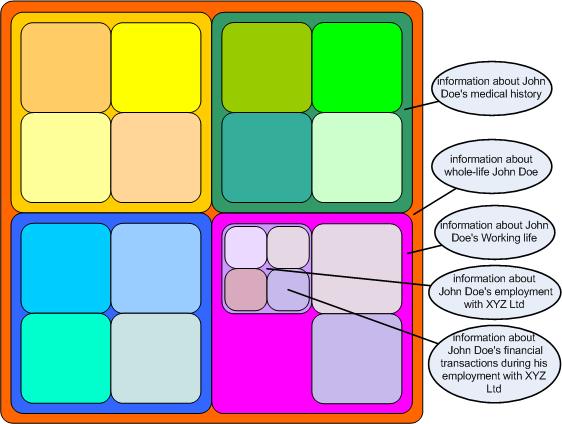 information about John
Doe's medical history
information about
whole-life John Doe
information about John
Doe's Working life
information about
John Doe's employment
with XYZ Ltd
information about
John Doe's financial
transactions during his
employment with XYZ
Ltd